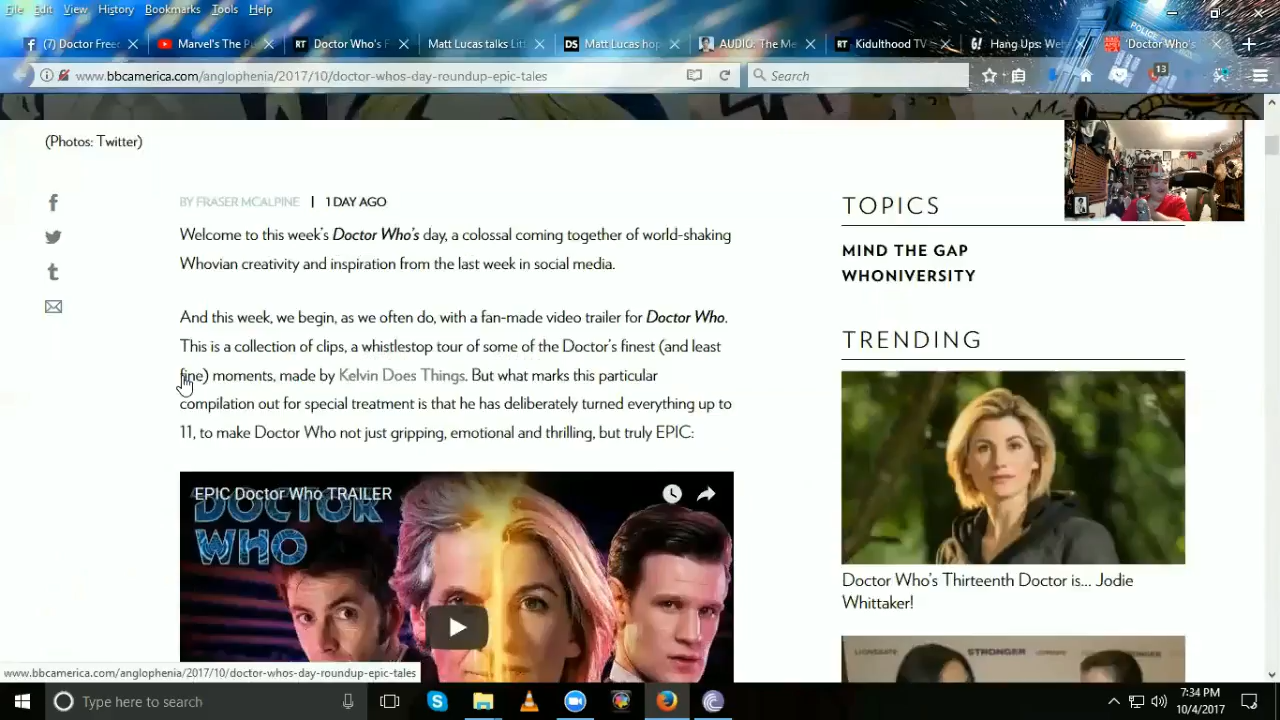 File Edit View History Bookmarks Tools Help
(7) Doctor Free
Marvel's The Pu
Doctor Who's F
Matt Lucas talks Litt
Matt Lucas hop
AUDIO: The Me
Kidulthood TV
Hang Ups: Web
'Doctor Who's
www.bbcamerica.com/anglophenia/2017/10/doctor-whos-day-roundup-epic-tales
Search
13
(Photos: Twitter)
BY FRASER MCALPINE | 1 DAY AGO
Welcome to this week's Doctor Who's day, a colossal coming together of world-shaking
Whovian creativity and inspiration from the last week in social media.
And this week, we begin, as we often do, with a fan-made video trailer for Doctor Who.
This is a collection of clips, a whistlestop tour of some of the Doctor's finest (and least
fine) moments, made by Kelvin Does Things. But what marks this particular
compilation out for special treatment is that he has deliberately turned everything up to
11, to make Doctor Who not just gripping, emotional and thrilling, but truly EPIC:
EPIC Doctor Who TRAILER
DOCTOR
WHO
TOPICS
MIND THE GAP
WHONIVERSITY
TRENDING
Doctor Who's Thirteenth Doctor is... Jodie
Whittaker!
LIONSGATE
STRONGER
www.bbcamerica.com/anglophenia/2017/10/doctor-whos-day-roundup-epic-tales
Type here to search
7:34 PM
10/4/2017